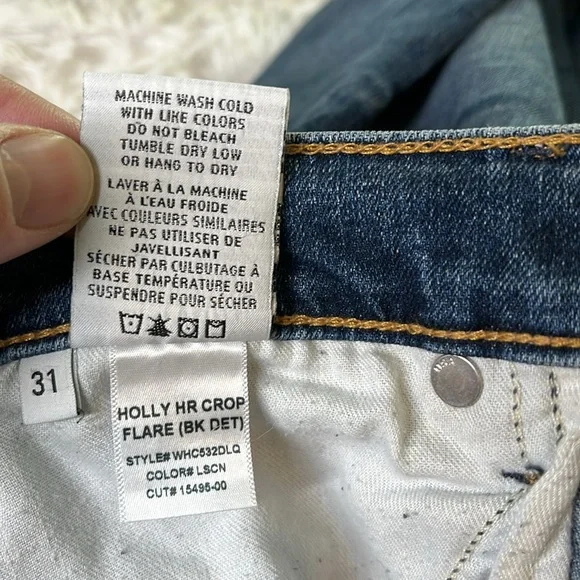 MACHINE WASH COLD
WITH LIKE COLORS
DO NOT BLEACH
TUMBLE DRY LOW
OR HANG TO DRY
LAVER À LA MACHINE
À L'EAU FROIDE
AVEC COULEURS SIMILAIRES
NE PAS UTILISER DE
JAVELLISANT
SÉCHER PAR CULBUTAGE À
BASE TEMPÉRATURE OU
SUSPENDRE POUR SÉCHER
31
HOLLY HR CROP
FLARE (BK DET)
STYLE# WHC532DLQ
COLOR# LSCN
CUT# 15495-00